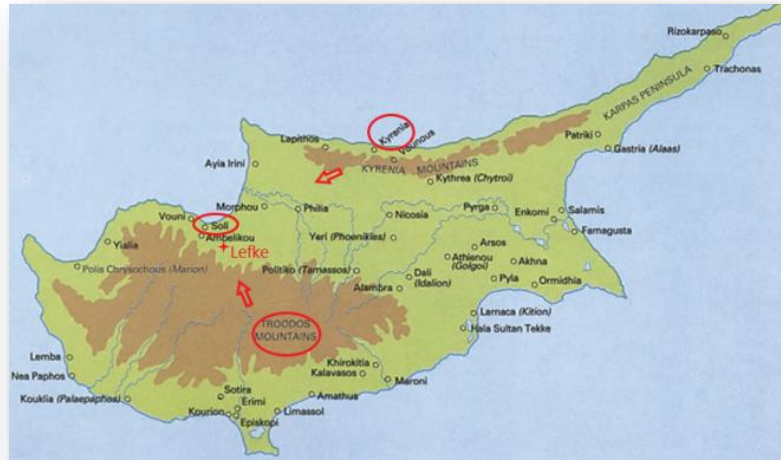 Rizokarpaso
Trachonas
KARPAS PENINSULA
Patriki
Gastria (Alaas)
Kyrenia
Lapithos
Vounous
Ayia Irini
KYRENIA MOUNTAINS
Kythrea (Chytroi)
Morphou
Philia
Nicosia
Pyrga
Salamis
Enkomi
Famagusta
Vouni
Soli
Ambelikou
Lefke
Yeri (Phoenikies)
Yialia
Arsos
Athienou
(Golgoi)
Akhna
Polis Chrysochous (Marion)
Politiko (Tamassos)
Dali
(Idalion)
Pyla
Ormidhia
Alambra
TROODOS
MOUNTAINS
Larnaca (Kition)
Hala Sultan Tekke
Lemba
Khirokitia
Kalavasos
Nea Paphos
Maroni
Sotira
Amathus
Kouklia (Palaepaphos)
Erimi
Kourion
Limassol
Episkopi